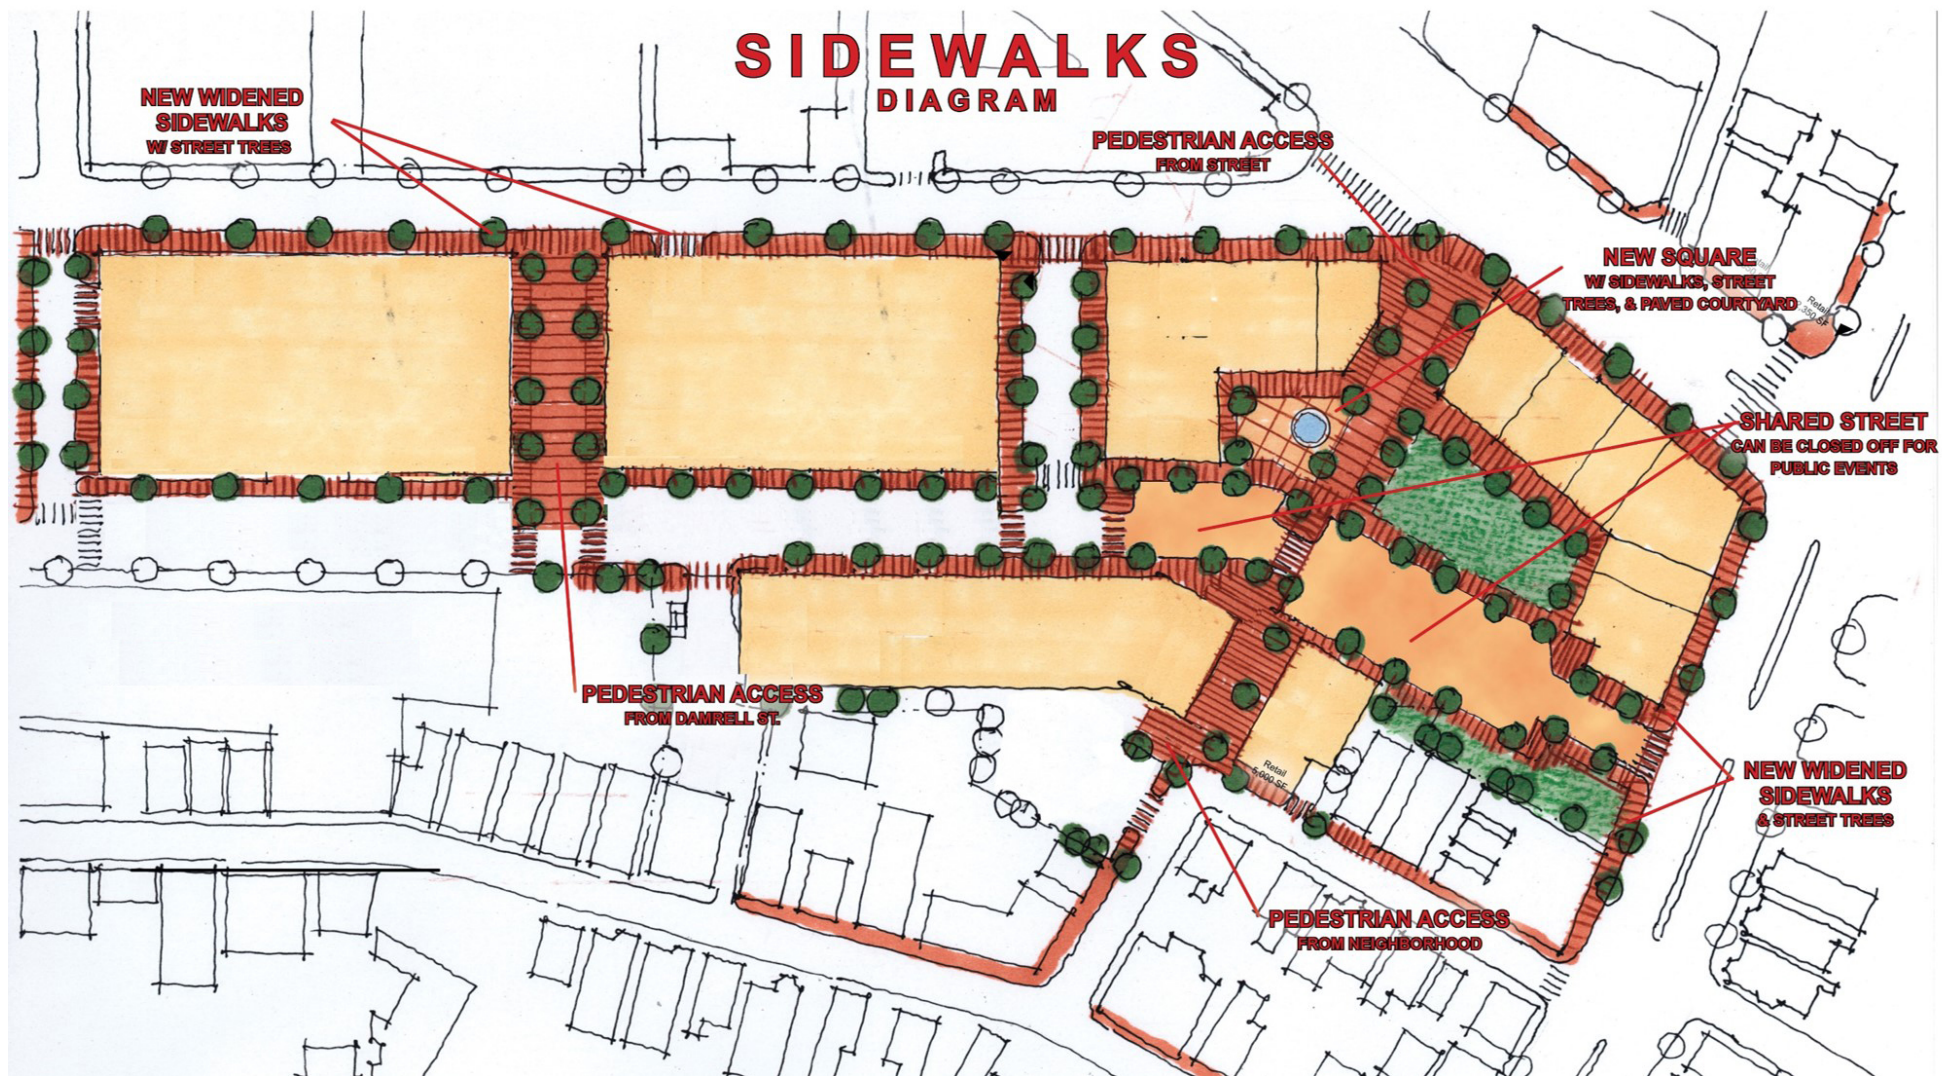 SIDEWALKS
DIAGRAM
NEW WIDENED
SIDEWALKS
W/ STREET TREES
PEDESTRIAN ACCESS
FROM STREET
NEW SQUARE
W/ SIDEWALKS, STREET
TREES, & PAVED COURTYARD
Retail
SHARED STREET
CAN BE CLOSED OFF FOR
PUBLIC EVENTS
PEDESTRIAN ACCESS
FROM DAMRELL ST.
Retail
5,000 SF
NEW WIDENED
SIDEWALKS
& STREET TREES
PEDESTRIAN ACCESS
FROM NEIGHBORHOOD